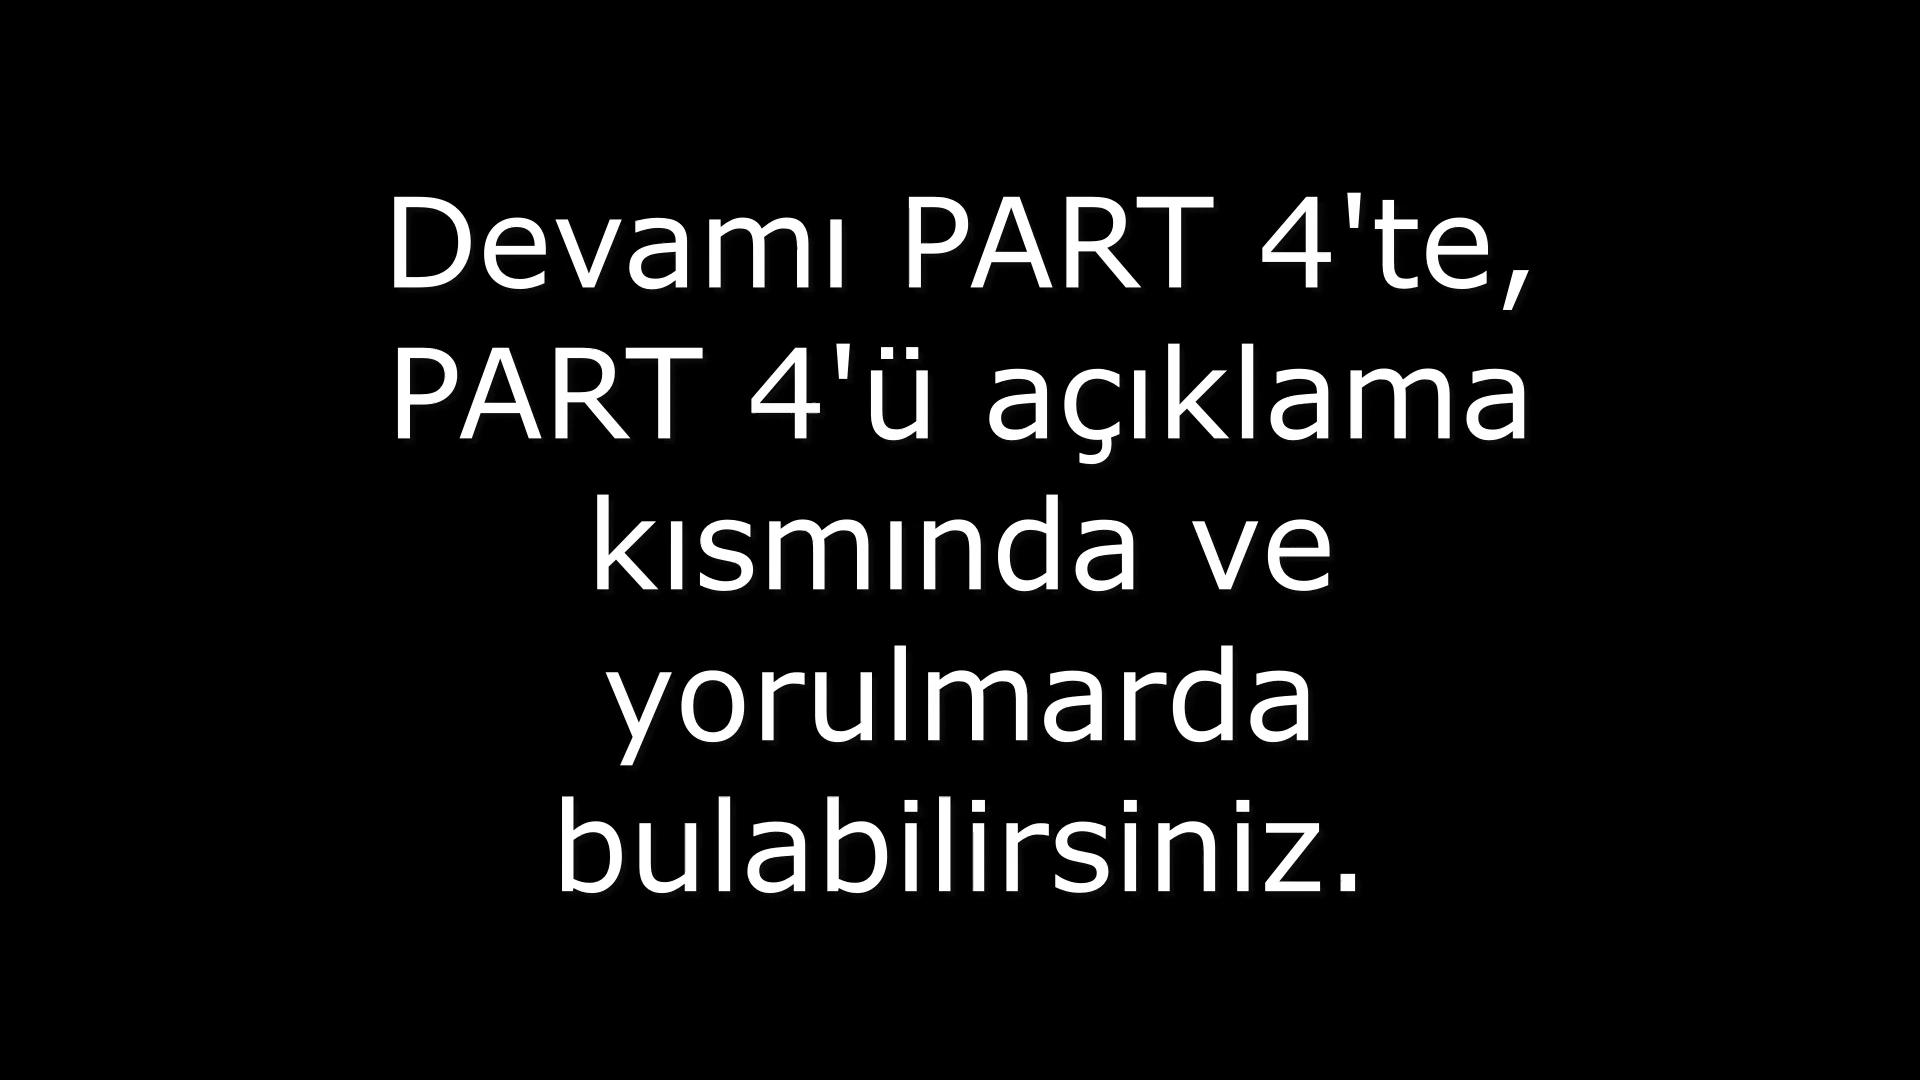 Devamı PART 4'te,
PART 4'ü açıklama
kısmında ve
yorulmarda
bulabilirsiniz.